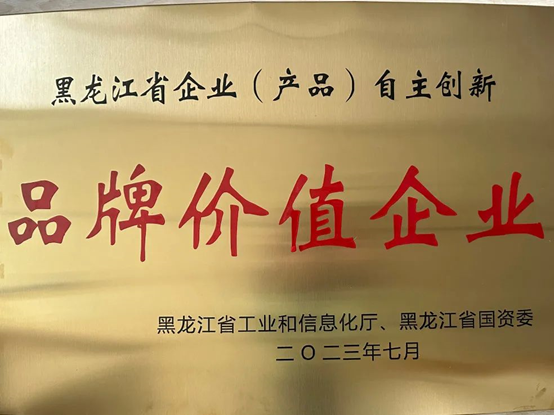 黑龙江省企业（产品）自主创新
品牌价值企业
黑龙江省工业和信息化厅、黑龙江省国资委
二〇二三年七月